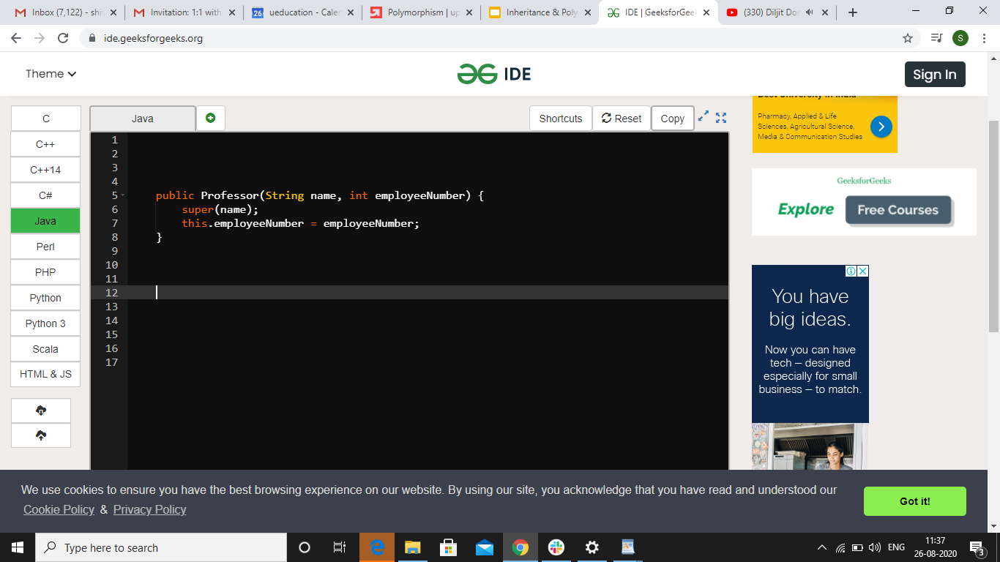 Inbox (7,122) - shi
Invitation: 1:1 with
ueducation - Caler
Polymorphism | up
Inheritance & Poly
IDE | GeeksforGee
(330) Diljit Dos
ide.geeksforgeeks.org
S
Theme
IDE
Sign In
C
C++
C++14
C#
Java
Perl
PHP
Python
Python 3
Scala
HTML & JS
Java
Shortcuts
Reset
Copy
1
2
3
4
5 public Professor(String name, int employeeNumber) {
6 super(name);
7 this.employeeNumber = employeeNumber;
8 }
9
10
11
12
13
14
15
16
17
Best University in India
Pharmacy, Applied & Life
Sciences, Agricultural Science,
Media & Communication Studies
GeeksforGeeks
Explore Free Courses
You have
big ideas.
Now you can have
tech — designed
especially for small
business — to match.
We use cookies to ensure you have the best browsing experience on our website. By using our site, you acknowledge that you have read and understood our
Cookie Policy & Privacy Policy
Got it!
Type here to search
ENG
11:37
26-08-2020
3